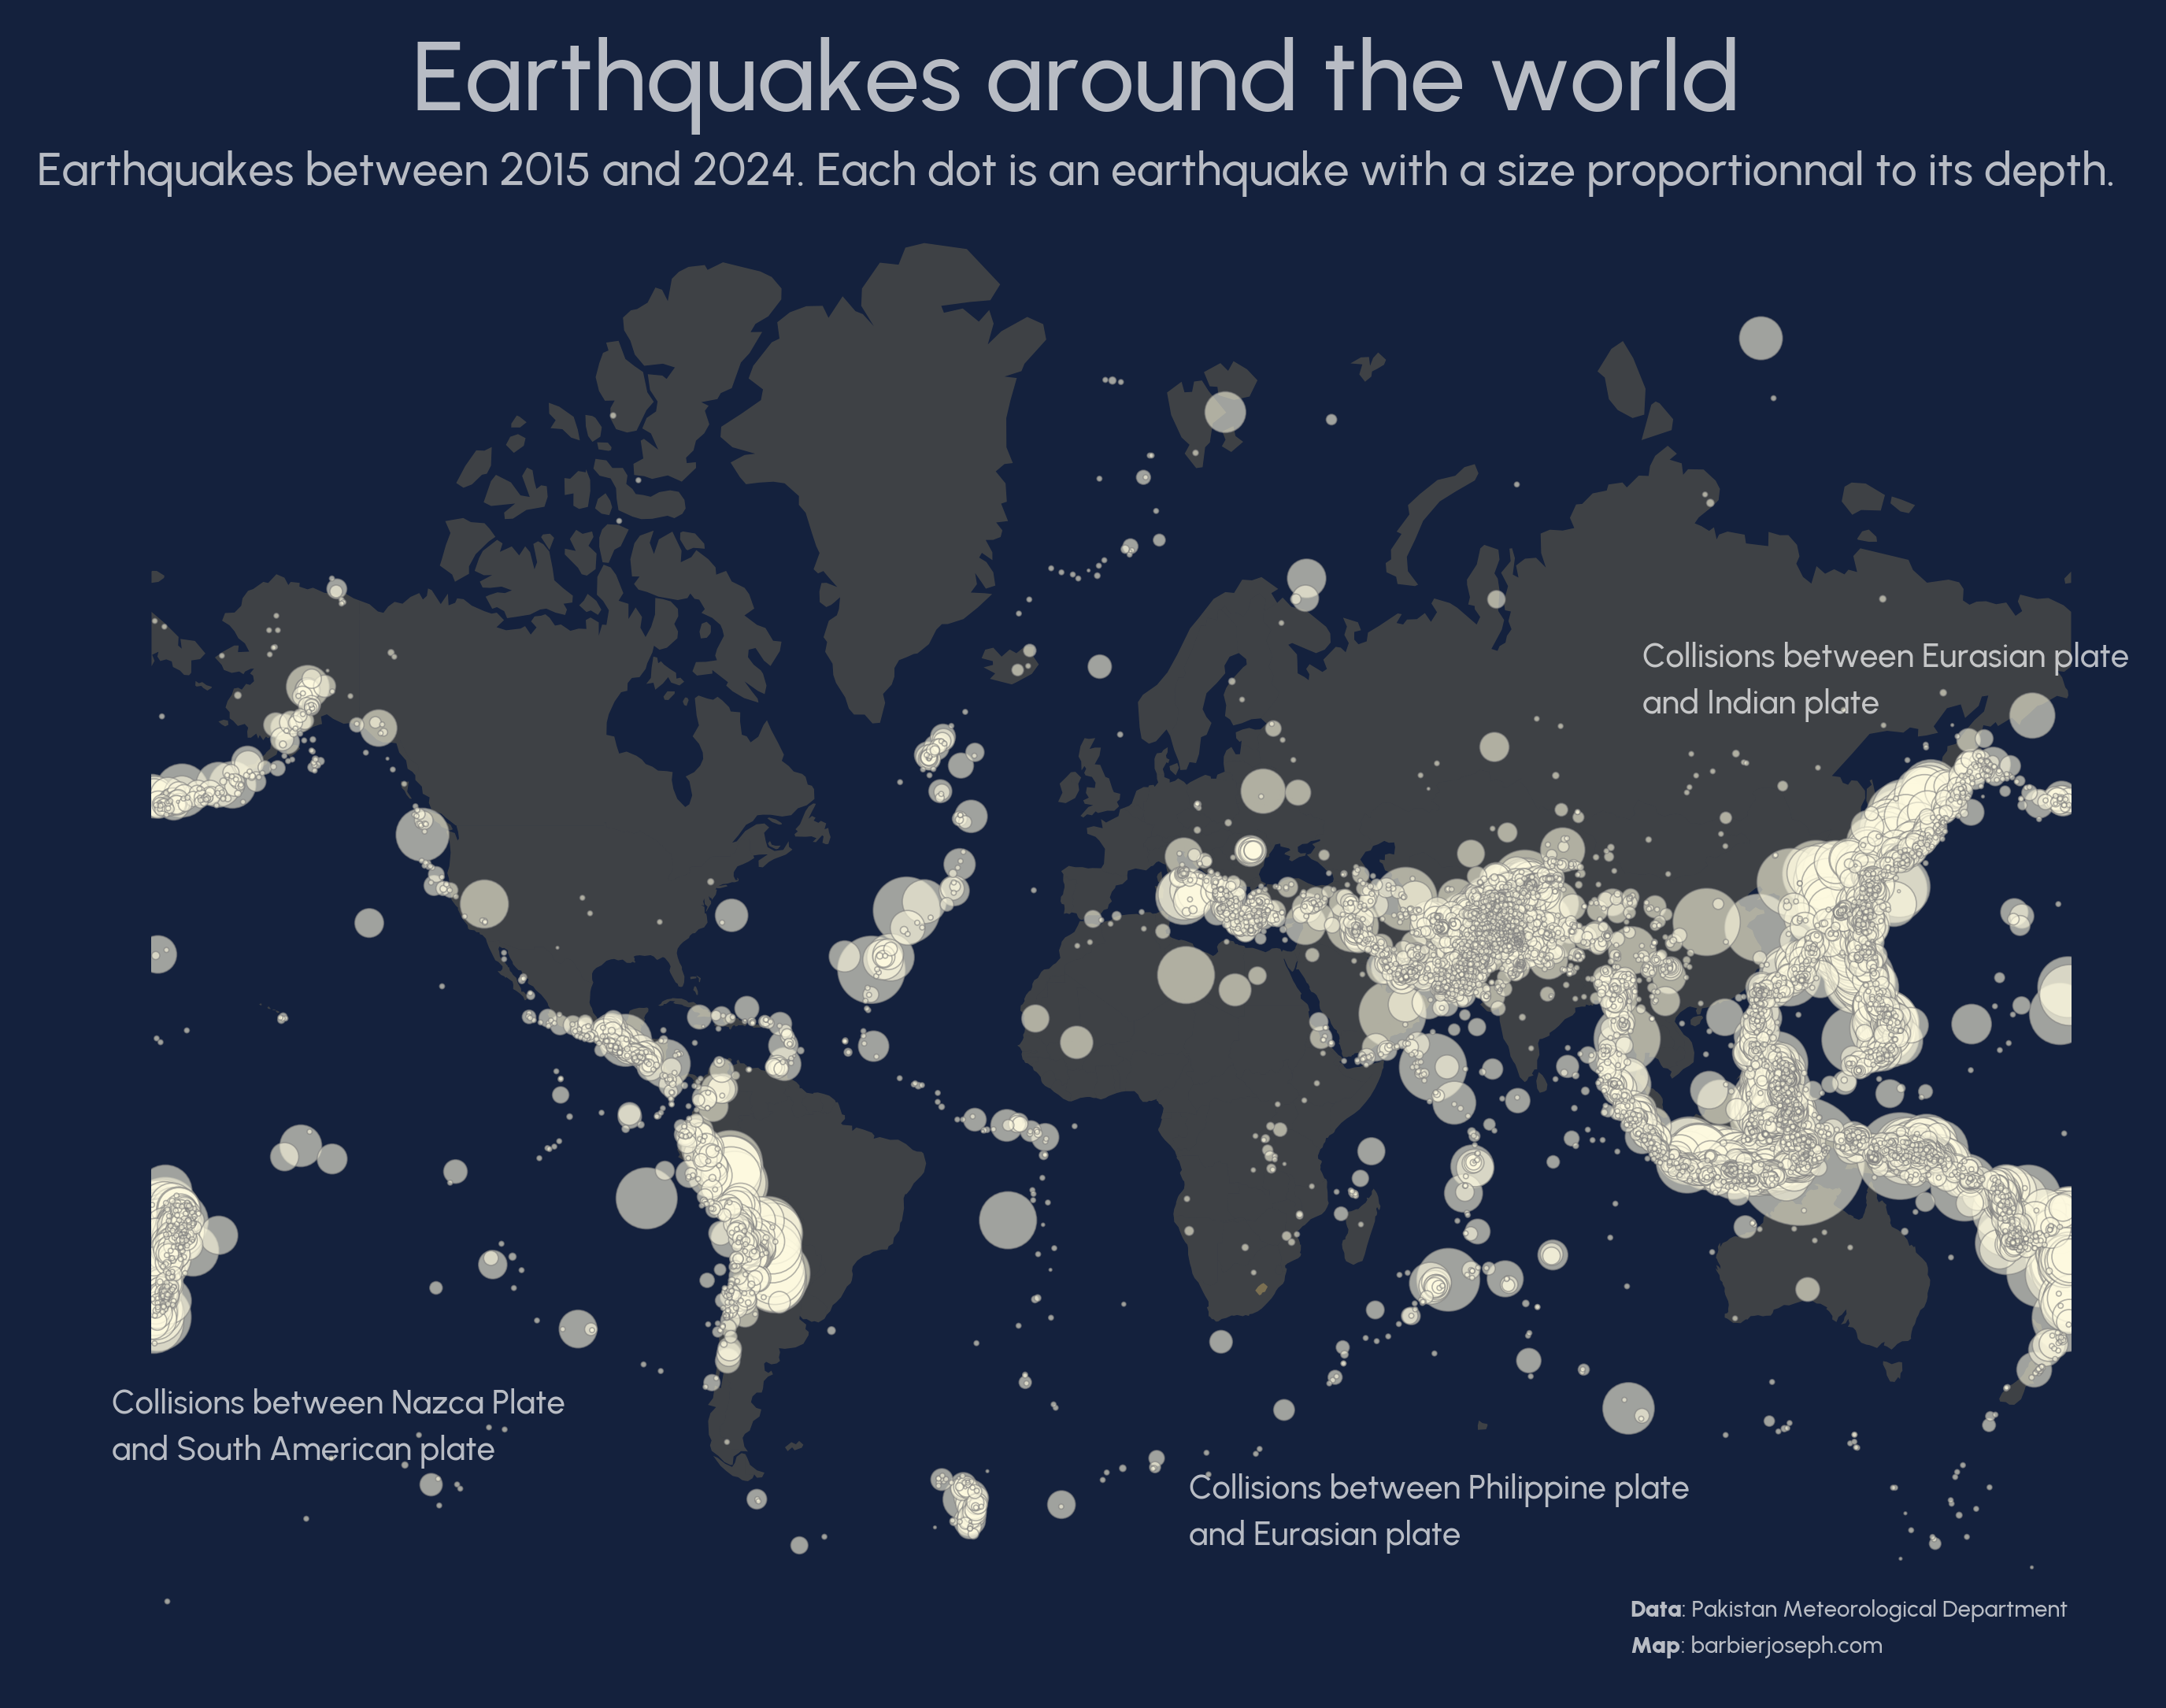 Earthquakes around the world
Earthquakes between 2015 and 2024. Each dot is an earthquake with a size proportionnal to its depth.
Collisions between Eurasian plate
and Indian plate
Collisions between Nazca Plate
and South American plate
Collisions between Philippine plate
and Eurasian plate
Data: Pakistan Meteorological Department
Map: barbierjoseph.com